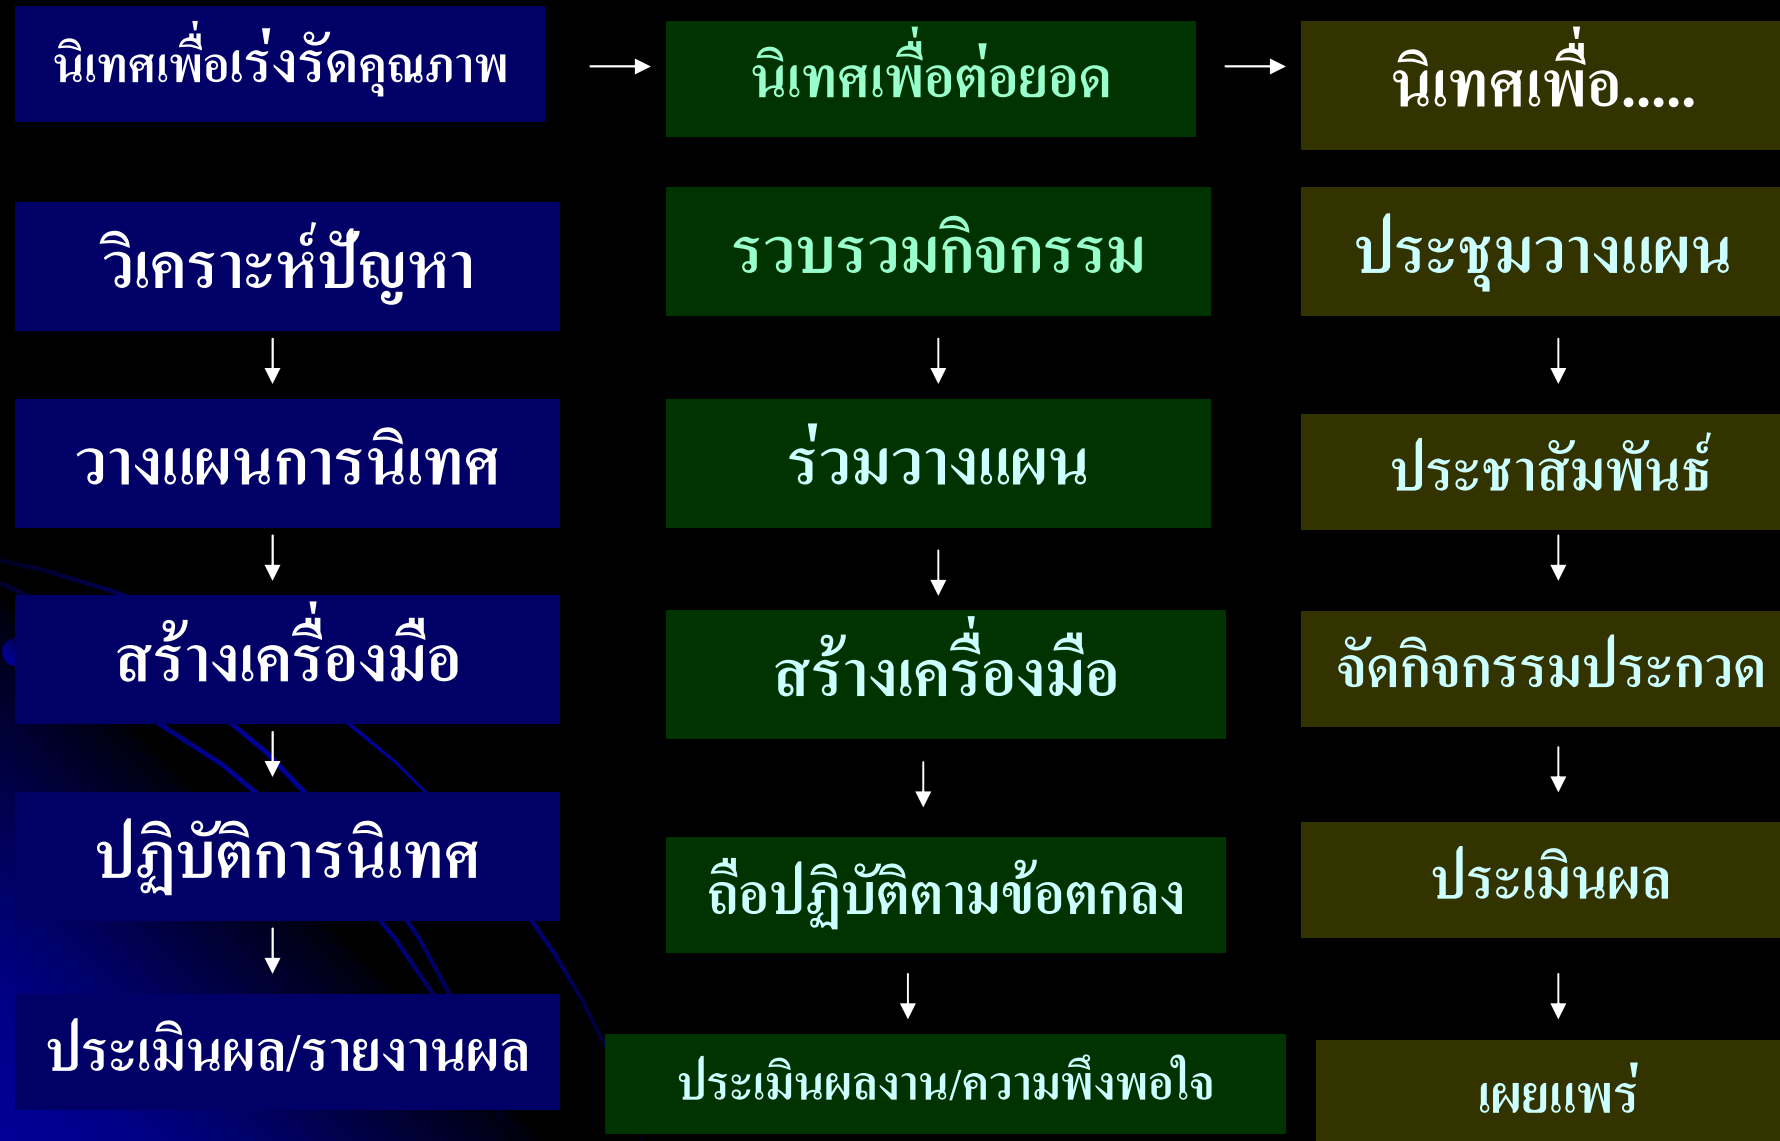 นิเทศเพื่อเร่งรัดคุณภาพ
นิเทศเพื่อต่อยอด
นิเทศเพื่อ.....
วิเคราะห์ปัญหา
วางแผนการนิเทศ
สร้างเครื่องมือ
ปฏิบัติการนิเทศ
ประเมินผล/รายงานผล
รวบรวมกิจกรรม
ร่วมวางแผน
สร้างเครื่องมือ
ถือปฏิบัติตามข้อตกลง
ประเมินผลงาน/ความพึงพอใจ
ประชุมวางแผน
ประชาสัมพันธ์
จัดกิจกรรมประกวด
ประเมินผล
เผยแพร่